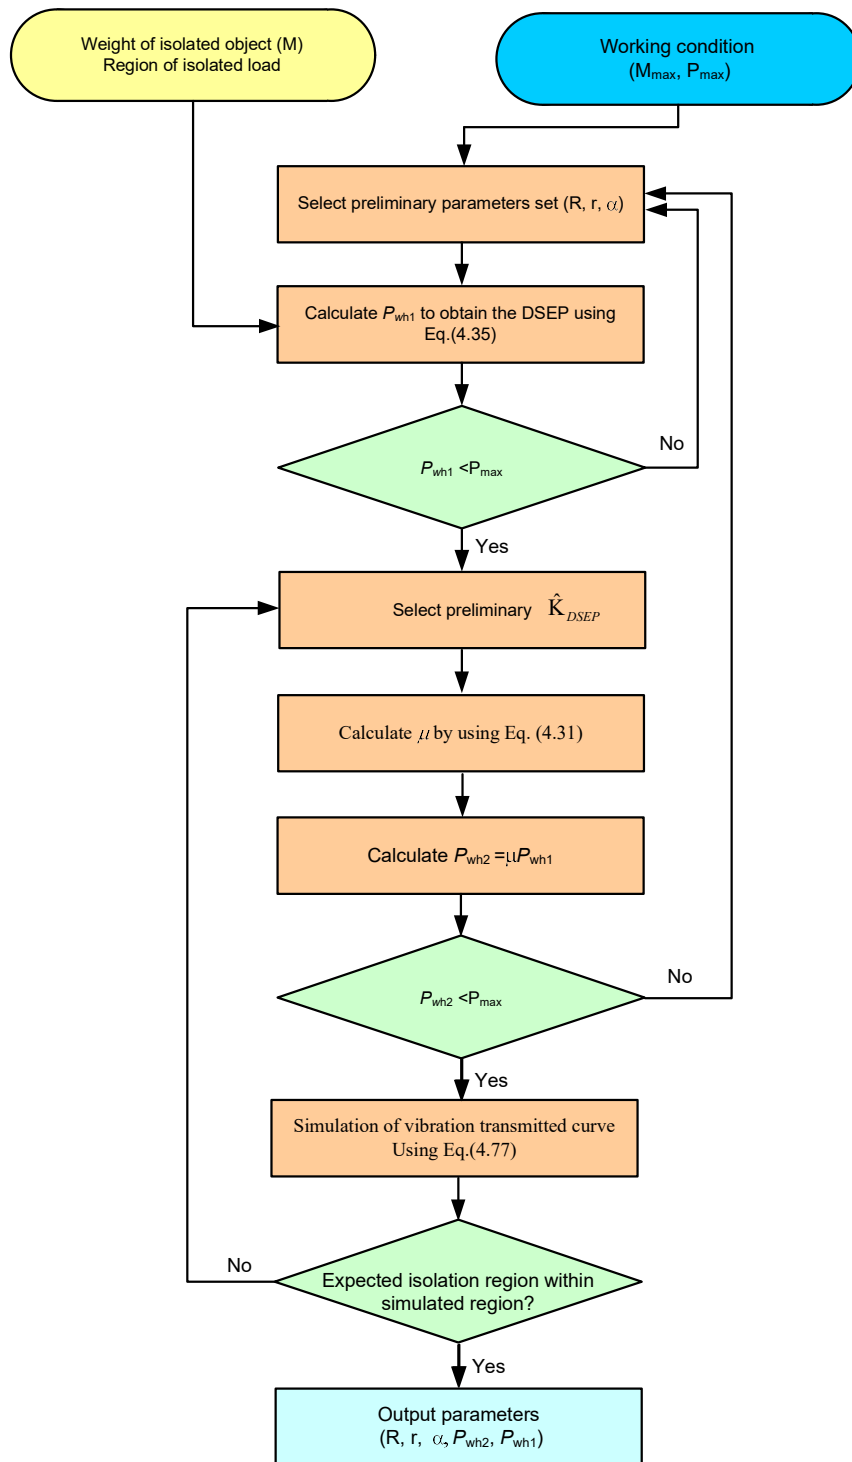 Weight of isolated object (M)
Region of isolated load
Working condition
(Mmax, Pmax)
Select preliminary parameters set (R, r, α)
Calculate Pwh1 to obtain the DSEP using
Eq.(4.35)
No
Pwh1 <Pmax
Yes
Select preliminary K̂DSEP
Calculate μ by using Eq. (4.31)
Calculate Pwh2 =μPwh1
No
Pwh2 <Pmax
Yes
Simulation of vibration transmitted curve
Using Eq.(4.77)
No
Expected isolation region within
simulated region?
Yes
Output parameters
(R, r, α, Pwh2, Pwh1)